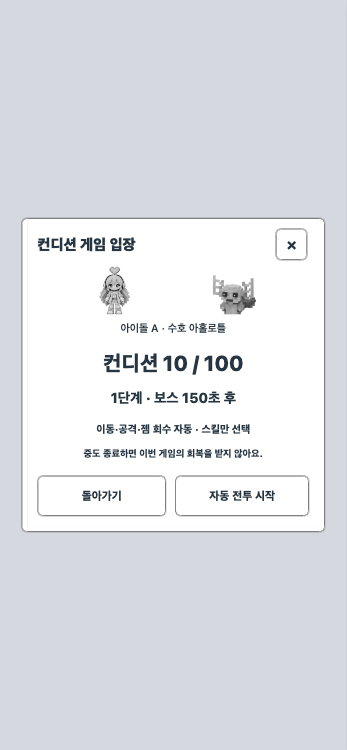 컨디션 게임 입장
×
아이돌 A · 수호 아홀로틀
컨디션 10 / 100
1단계 · 보스 150초 후
이동·공격·젬 회수 자동 · 스킬만 선택
중도 종료하면 이번 게임의 회복을 받지 않아요.
돌아가기
자동 전투 시작